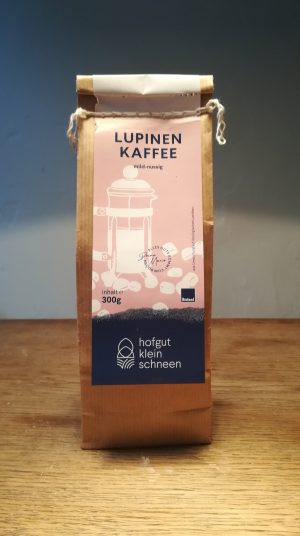 LUPINEN
KAFFEE
mild-nussig
inhalt ℮
300g
Bioland
hofgut
klein
schneen